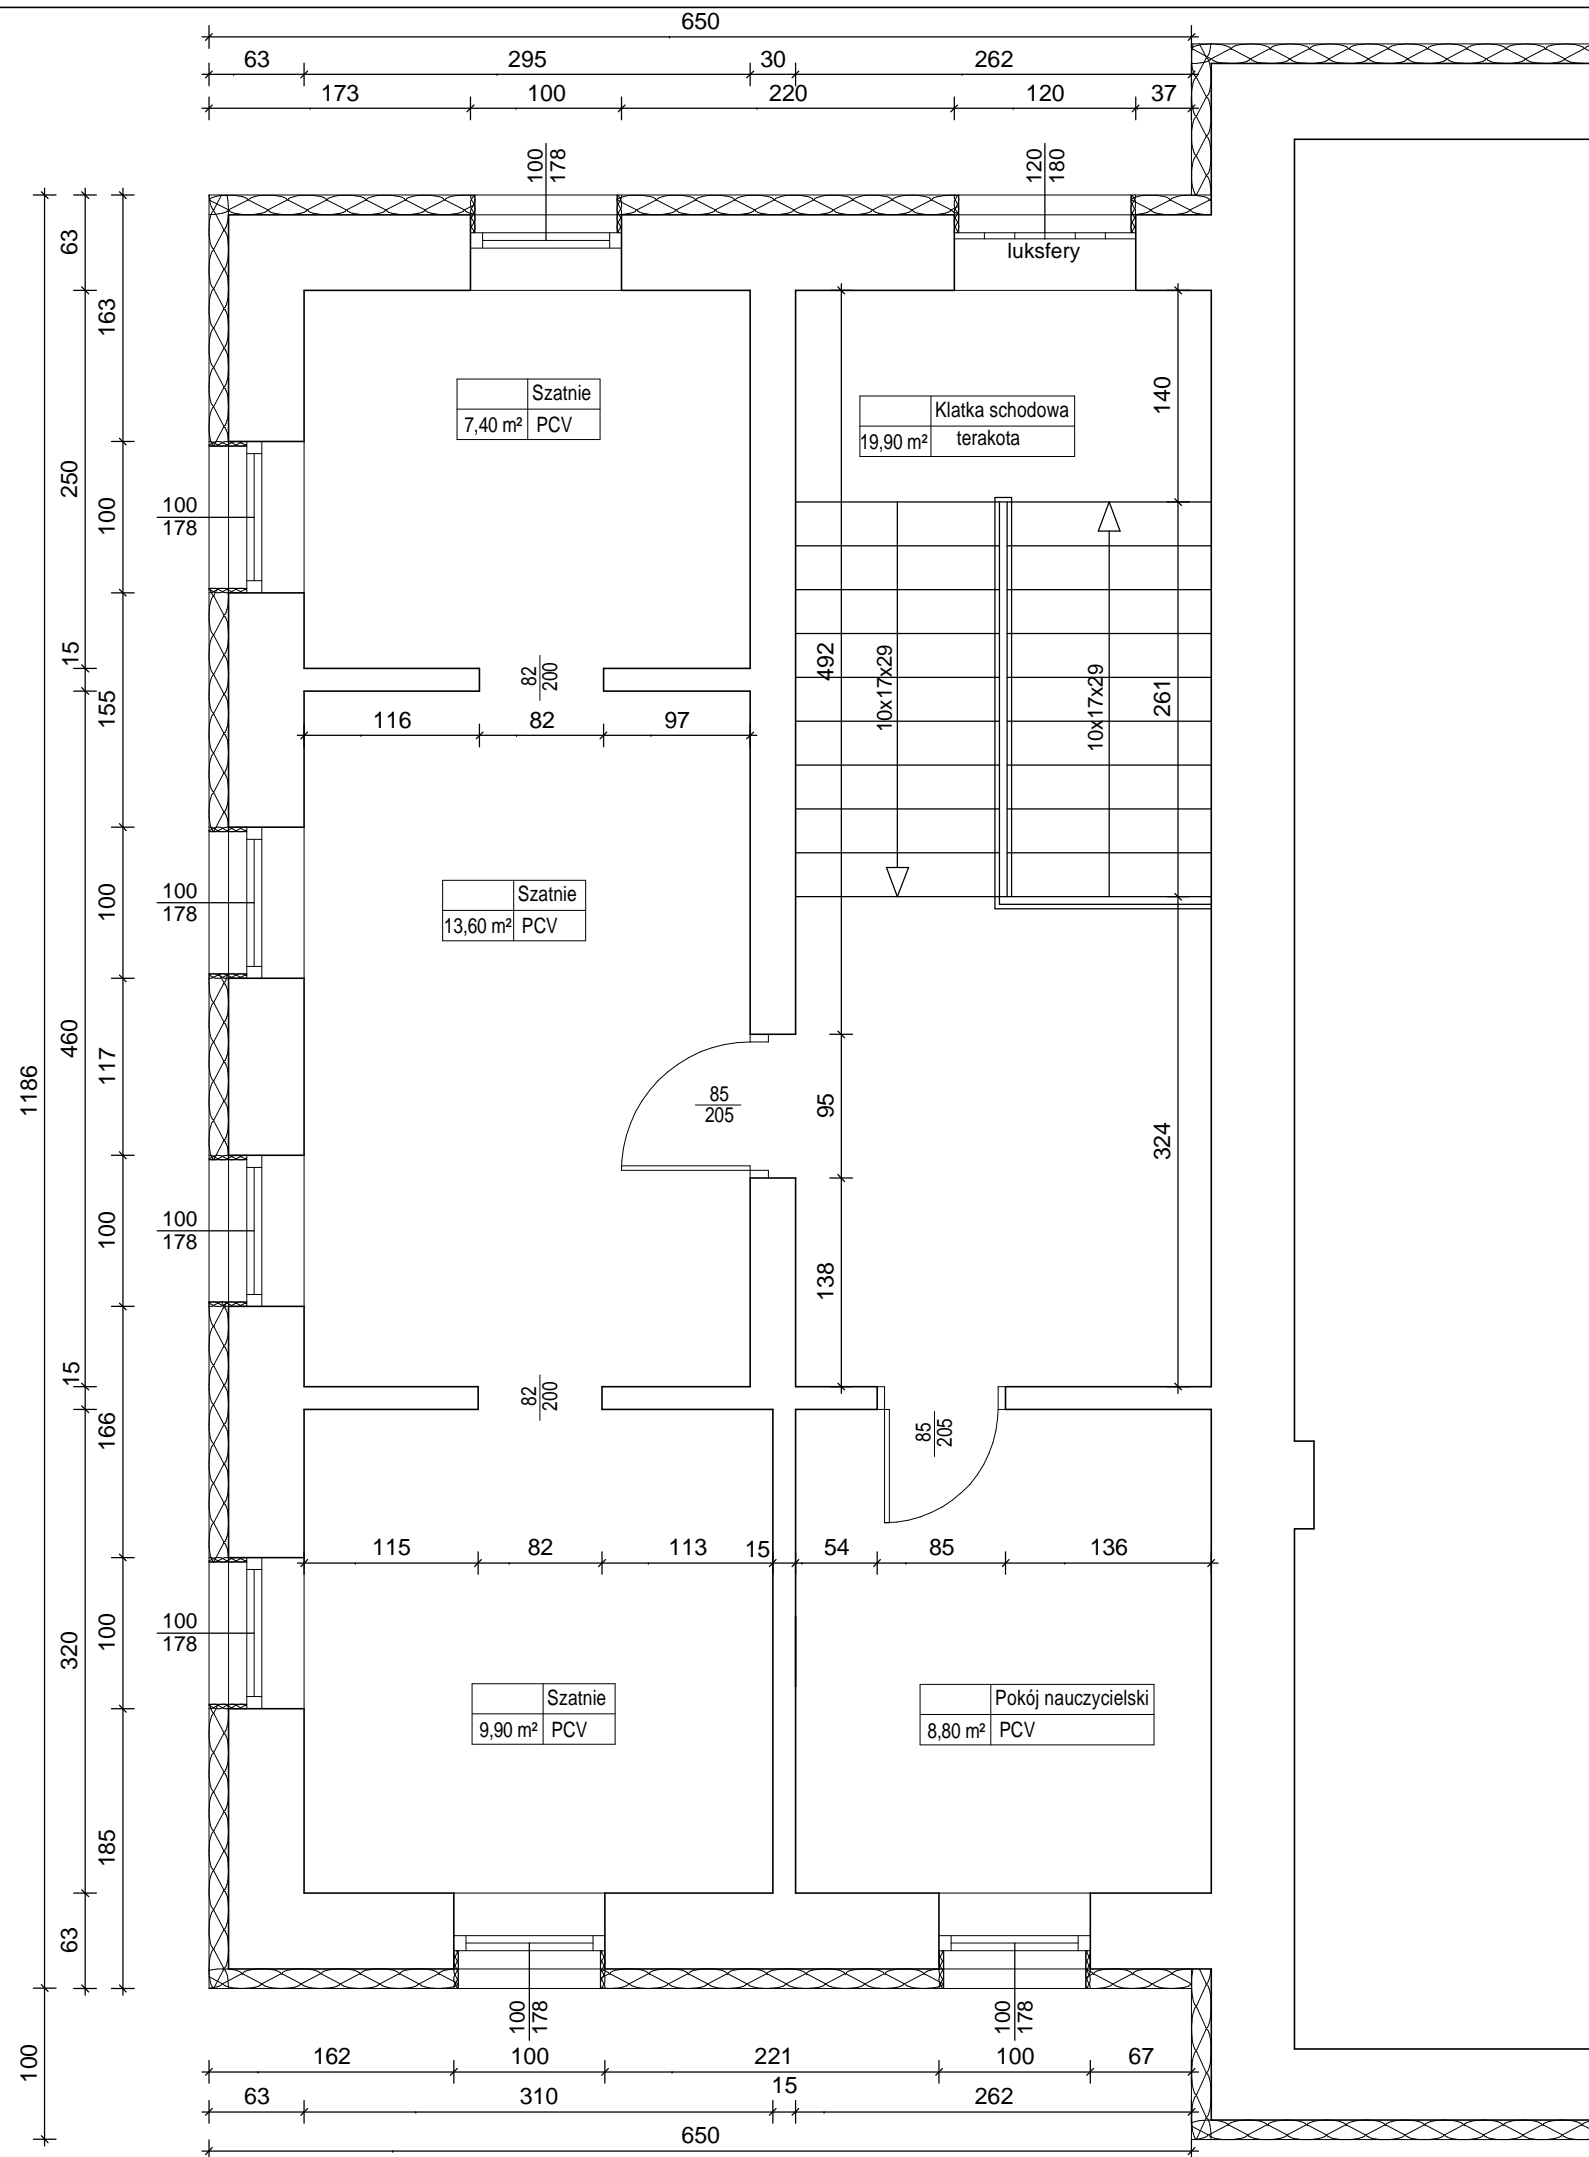 650
63 295 30 262
173 100 220 120 37
100
178
120
180
luksfery
63
163
Szatnie
7,40 m² PCV
Klatka schodowa
19,90 m² terakota
140
250
100
100
178
15
155
82
200
492
10x17x29
10x17x29
261
116 82 97
100
100
178
Szatnie
13,60 m² PCV
460
117
1186
85
205
95
324
100
100
178
138
15
166
82
200
85
205
115 82 113 15 54 85 136
320
100
100
178
Szatnie
9,90 m² PCV
Pokój nauczycielski
8,80 m² PCV
185
63
100
178
100
178
100
162 100 221 100 67
63 310 15 262
650